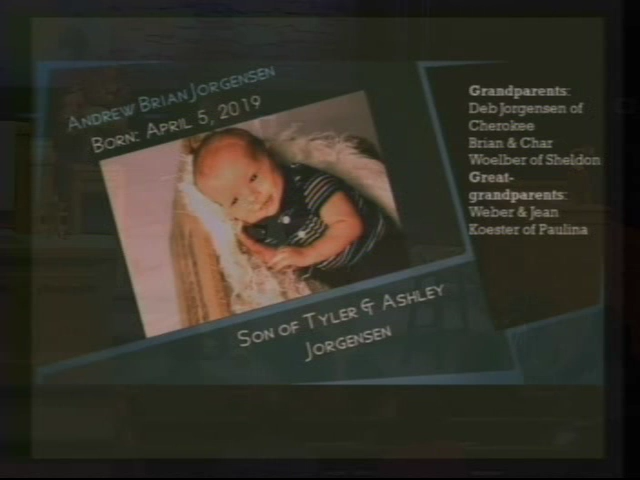 Andrew Brian Jorgensen
Born: April 5, 2019
Son of Tyler & Ashley
Jorgensen
Grandparents:
Deb Jorgensen of
Cherokee
Brian & Char
Woelber of Sheldon
Great-
grandparents:
Weber & Jean
Koester of Paulina